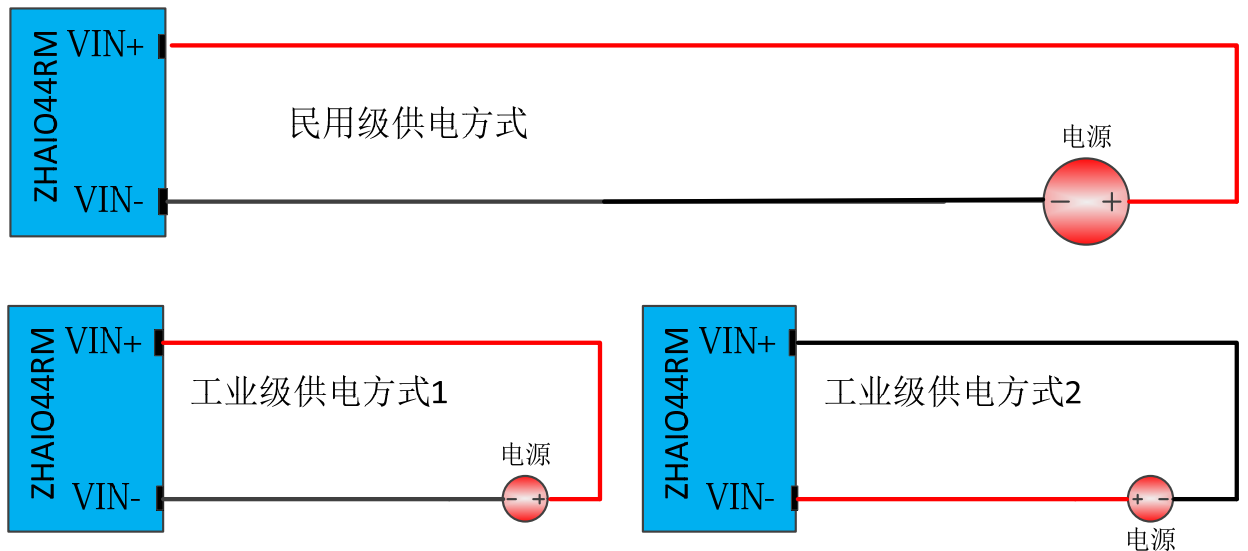 ZHAIO44RM
VIN+
民用级供电方式
电源
VIN-
− +
ZHAIO44RM
VIN+
工业级供电方式1
电源
VIN-
− +
ZHAIO44RM
VIN+
工业级供电方式2
VIN-
+ −
电源